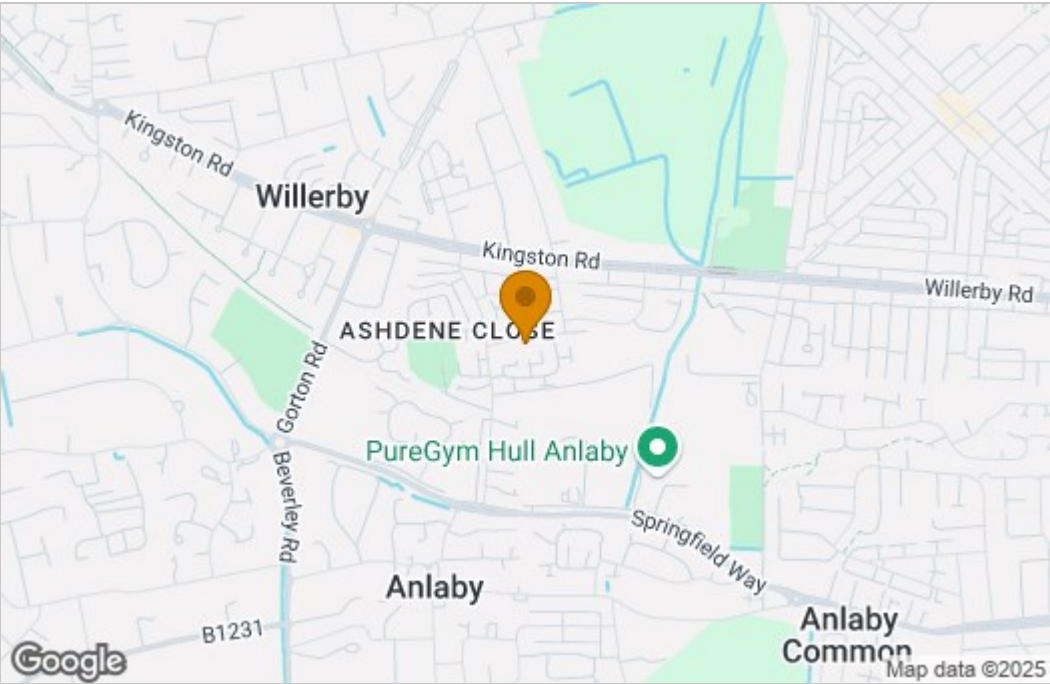 Kingston Rd
Willerby
Kingston Rd
Willerby Rd
ASHDENE CLOSE
Gorton Rd
PureGym Hull Anlaby
Beverley Rd
Springfield Way
Anlaby
Anlaby
Common
B1231
Google
Map data ©2025